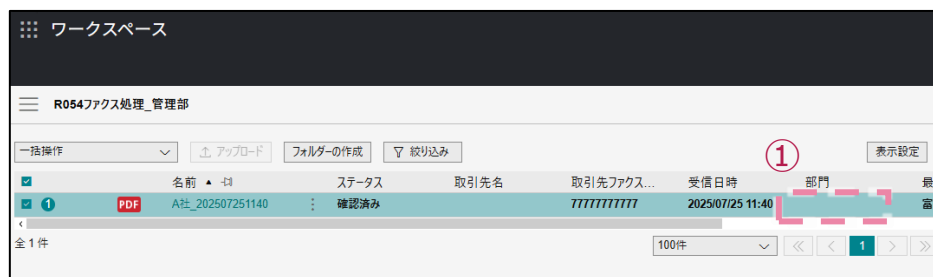 ワークスペース
R054ファクス処理_管理部
一括操作 アップロード フォルダーの作成 絞り込み ① 表示設定
名前 ステータス 取引先名 取引先ファクス... 受信日時 部門 最
1 PDF A社_202507251140 確認済み 77777777777 2025/07/25 11:40 富
全1件 100件 1